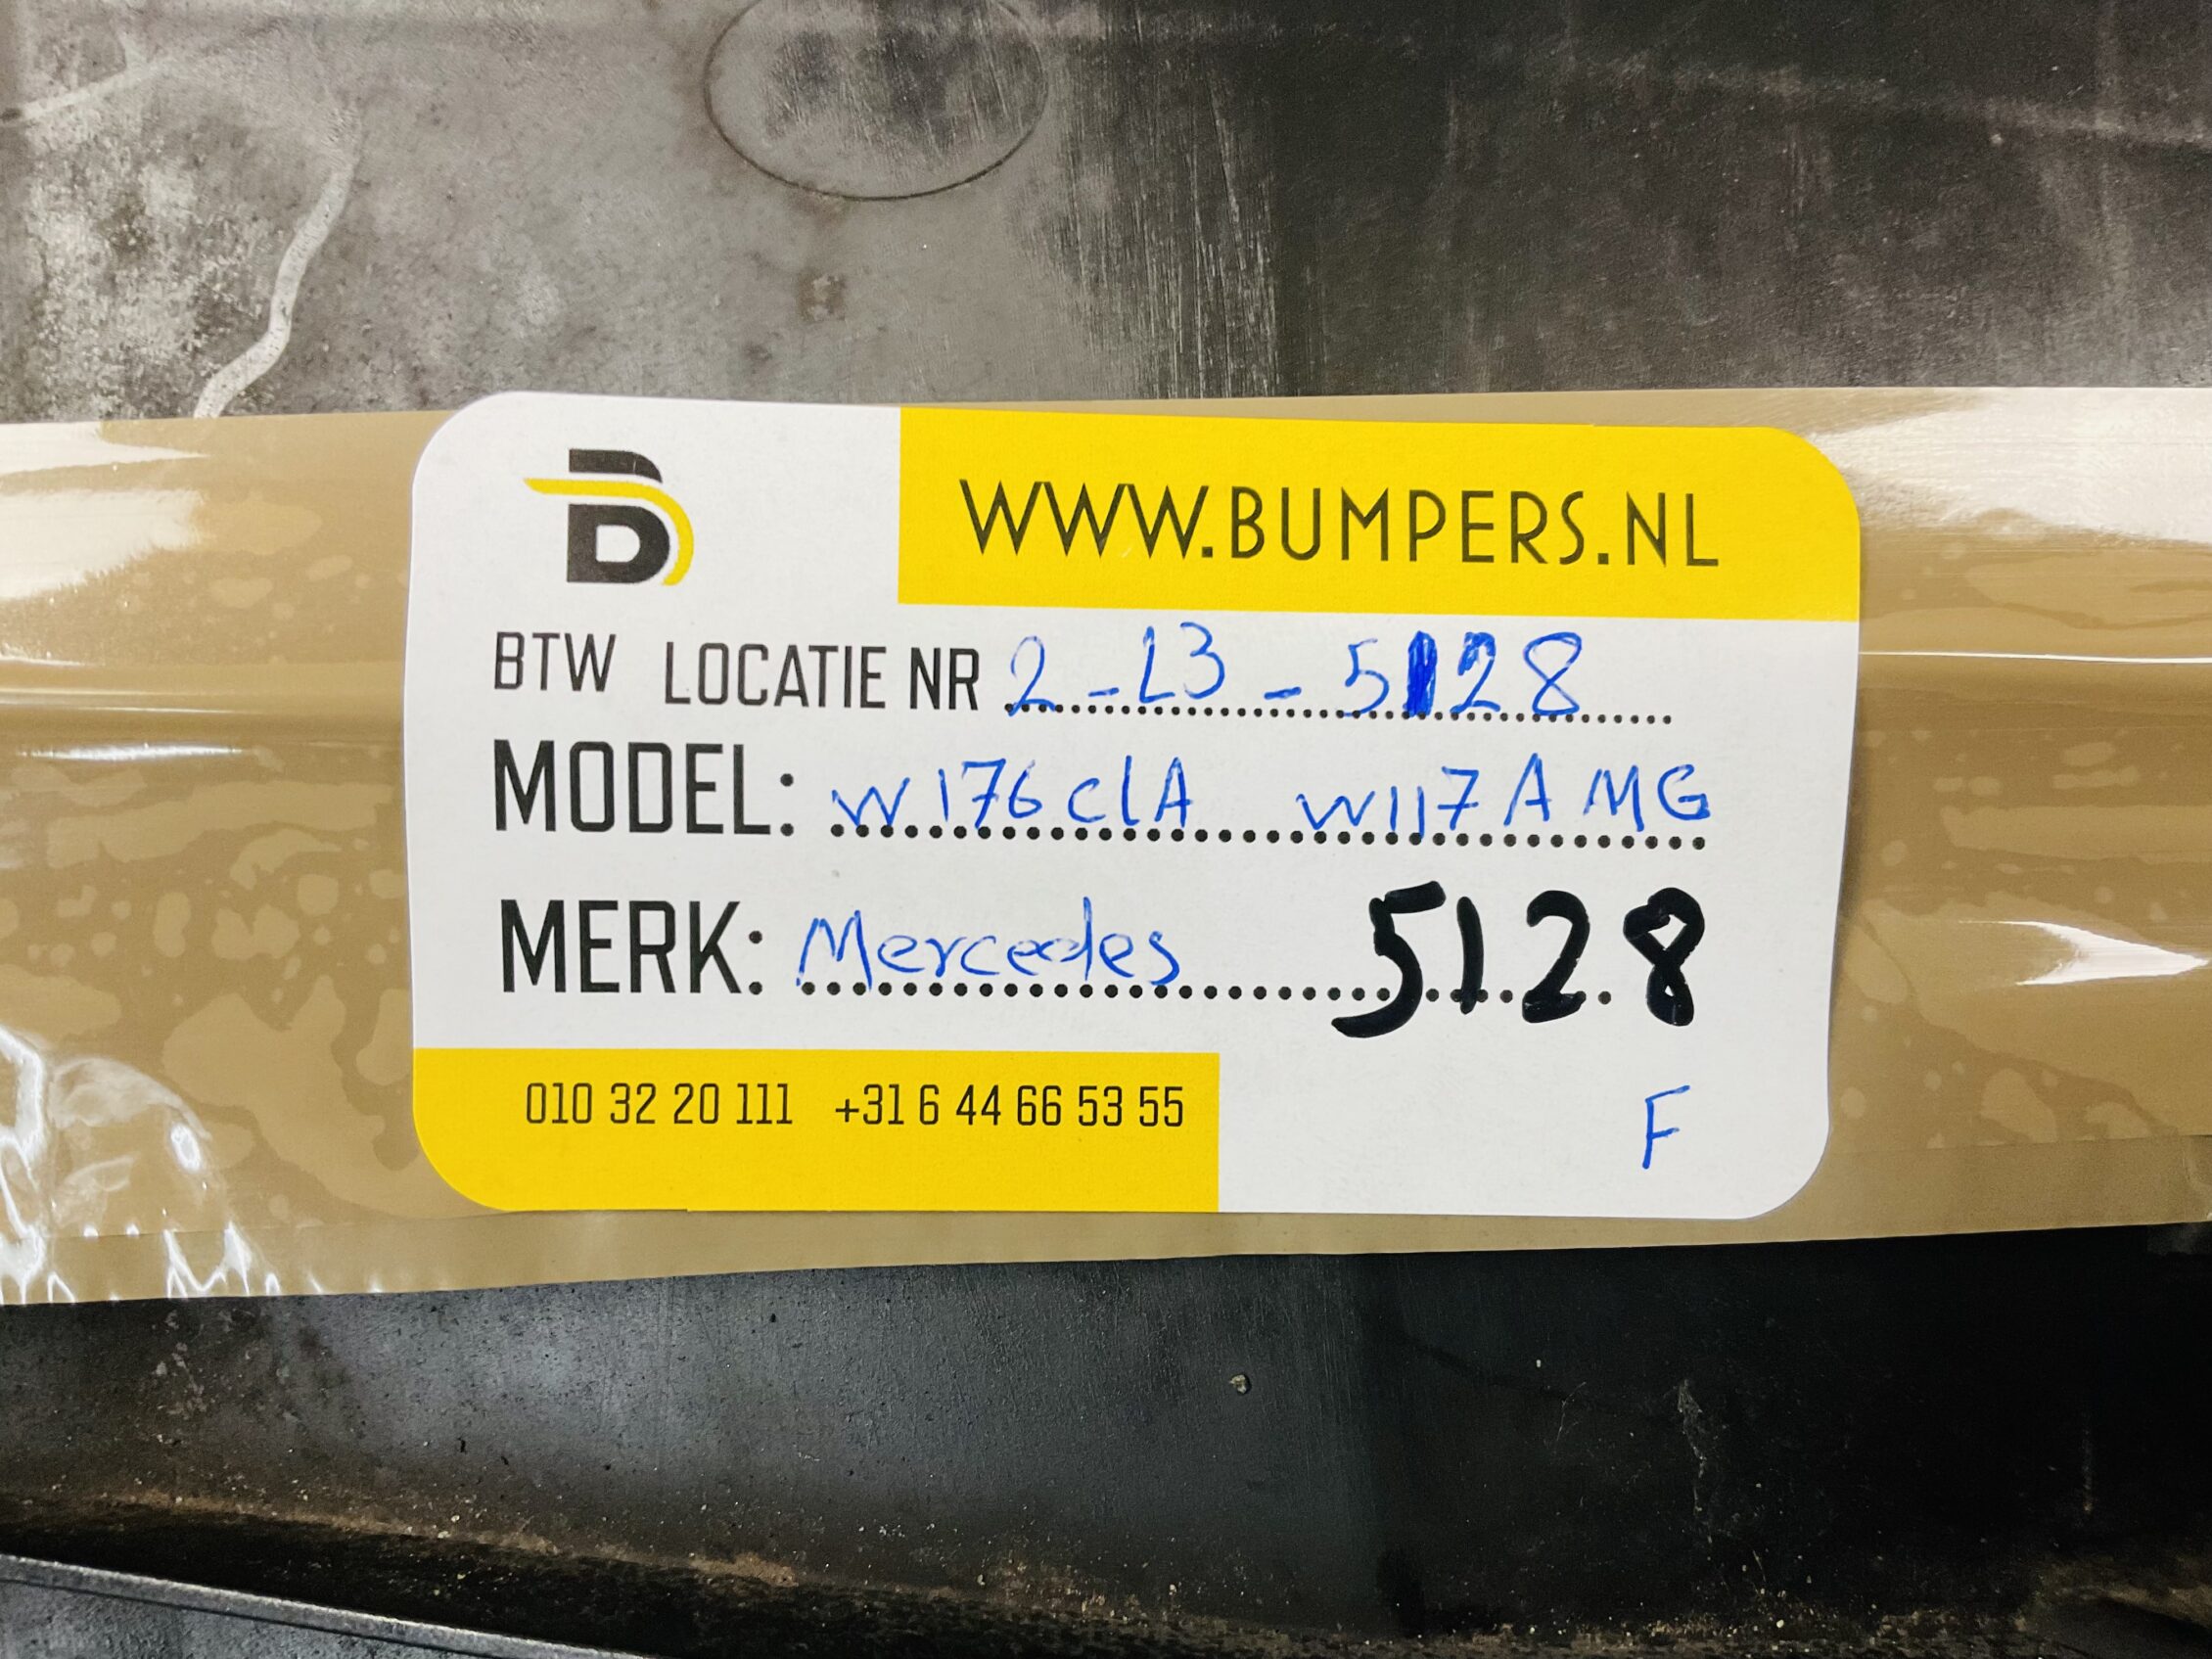 B
WWW.BUMPERS.NL
BTW LOCATIE NR 2 - L3 - 5128
MODEL: W176 ClA W117 AMG
MERK: Mercedes 5128
010 32 20 111 +31 6 44 66 53 55
F